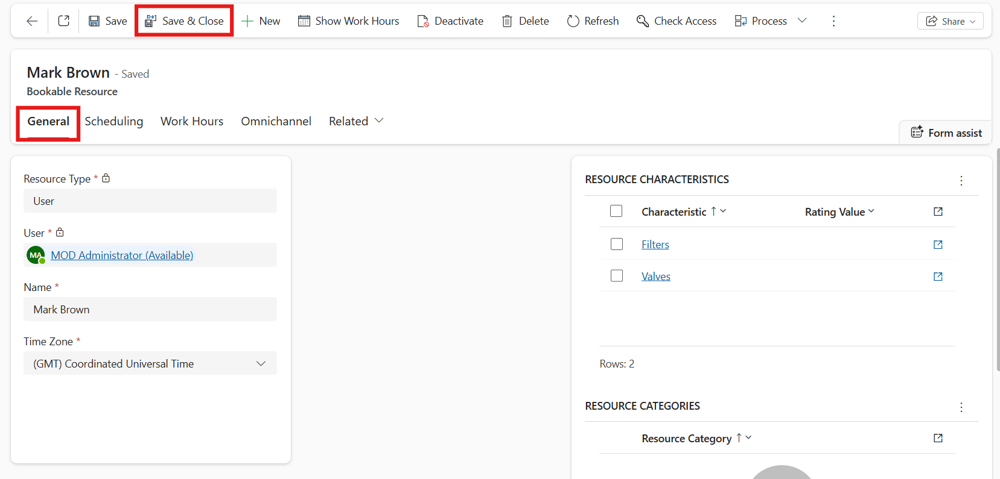 Save Save & Close New Show Work Hours Deactivate Delete Refresh Check Access Process Share
Mark Brown - Saved
Bookable Resource
General Scheduling Work Hours Omnichannel Related
Form assist
Resource Type *
User
User *
MA MOD Administrator (Available)
Name *
Mark Brown
Time Zone *
(GMT) Coordinated Universal Time
RESOURCE CHARACTERISTICS
Characteristic ↑ Rating Value
Filters
Valves
Rows: 2
RESOURCE CATEGORIES
Resource Category ↑